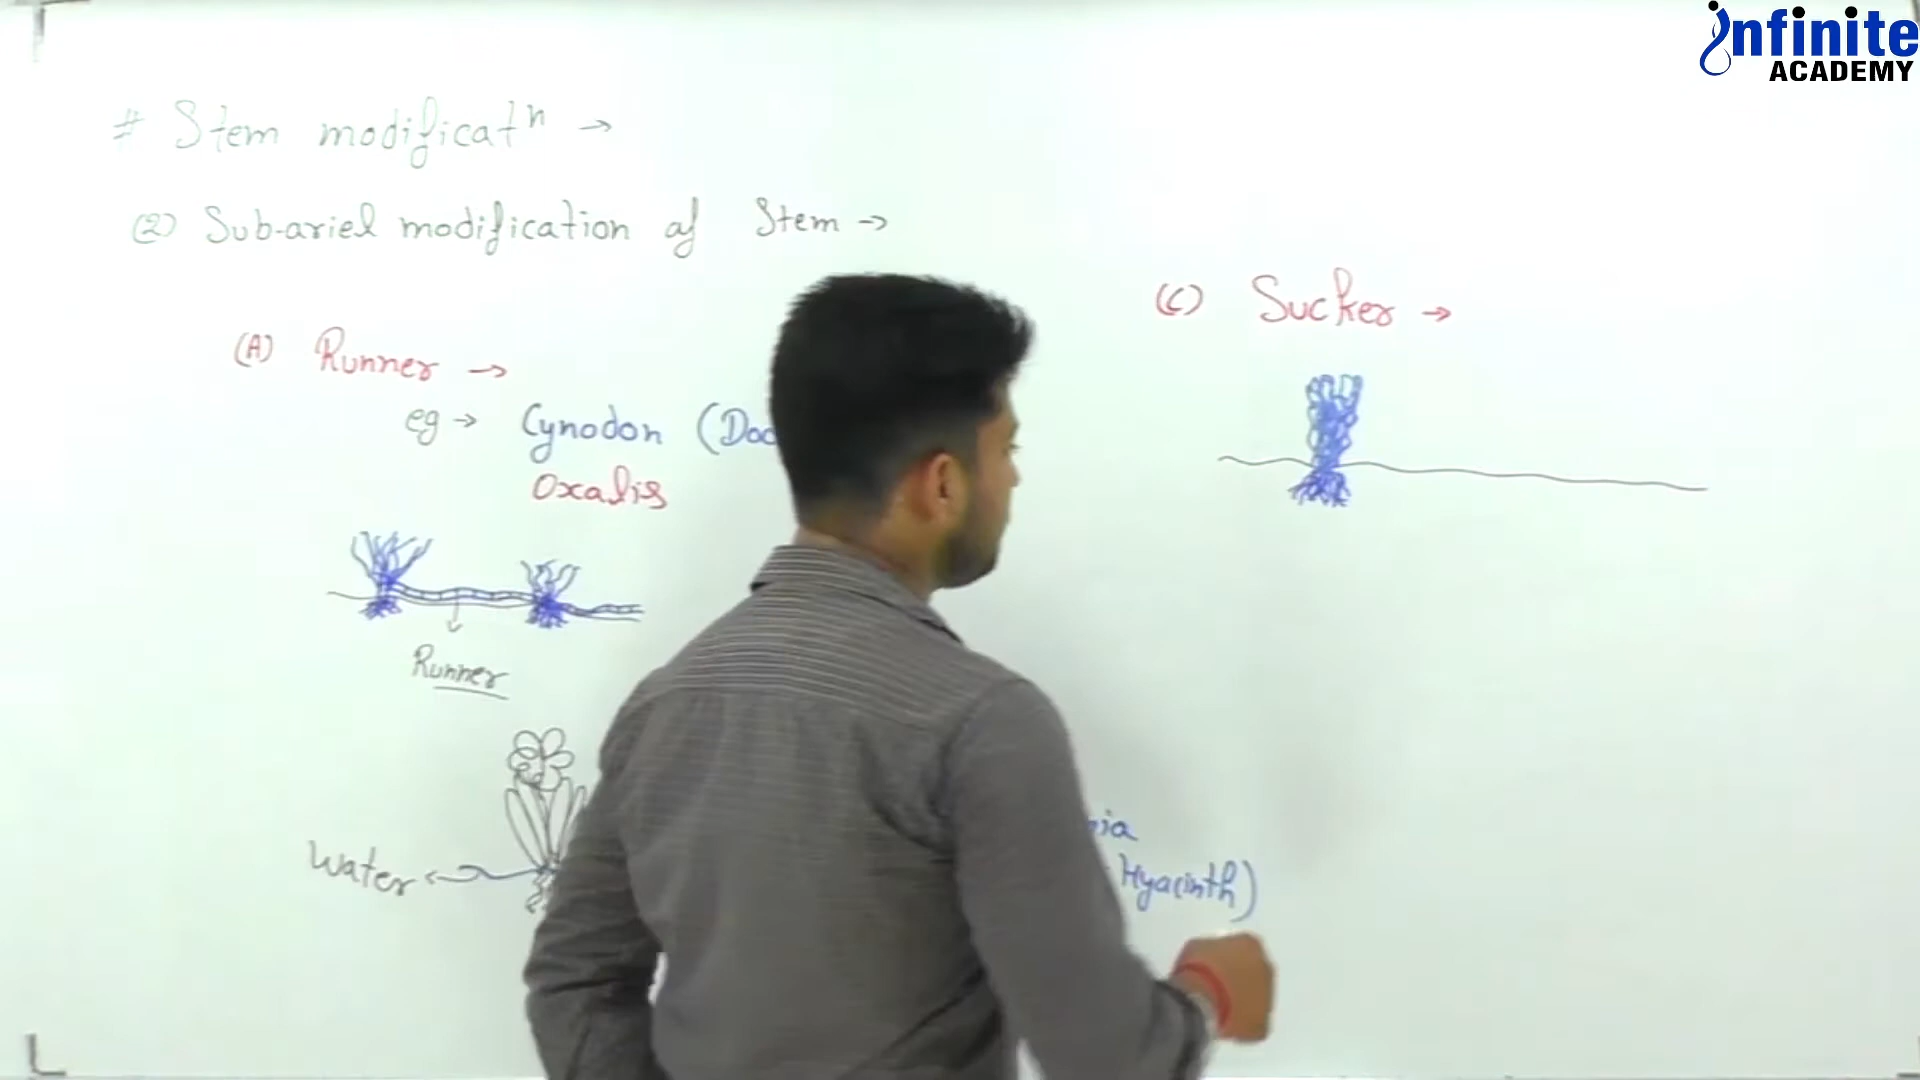 infinite
ACADEMY
# Stem modificatⁿ →
(2) Sub-ariel modification of Stem →
(A) Runner →
eg → Cynodon (Doo
Oxalis
Runner
Water
(C) Sucker →
Hyacinth)